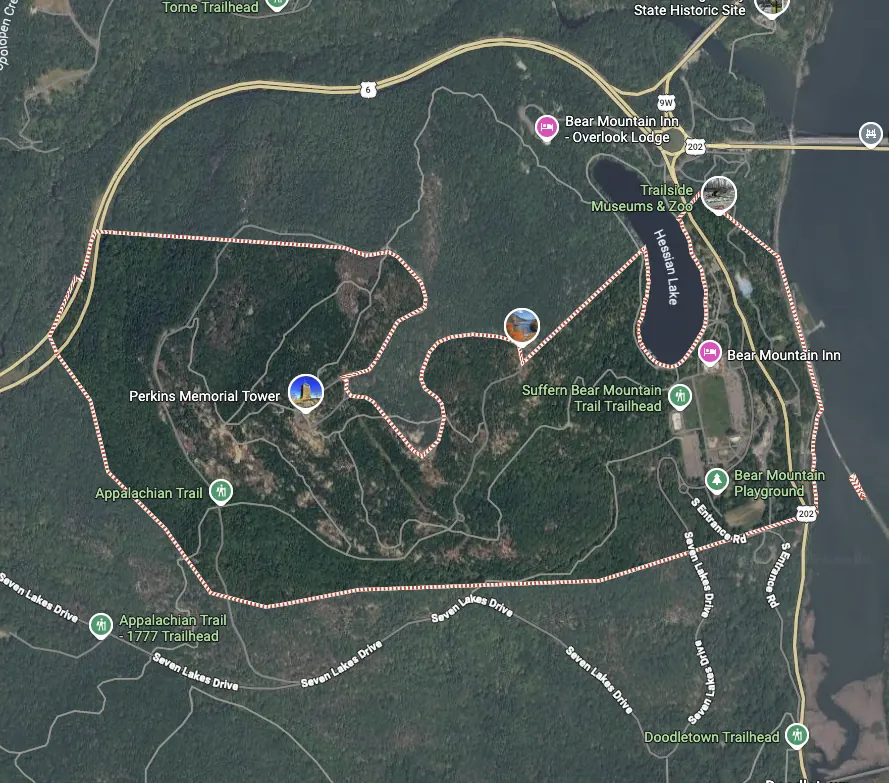 Torne Trailhead
State Historic Site
6
9W
Bear Mountain Inn
- Overlook Lodge
202
Trailside
Museums & Zoo
Hessian Lake
Bear Mountain Inn
Perkins Memorial Tower
Suffern Bear Mountain
Trail Trailhead
Appalachian Trail
Bear Mountain
Playground
S Entrance Rd
202
Seven Lakes Drive
S Entrance Rd
Seven Lakes Drive
Appalachian Trail
- 1777 Trailhead
Seven Lakes Drive
Seven Lakes Drive
Seven Lakes Drive
Seven Lakes Drive
Seven Lakes Drive
Doodletown Trailhead